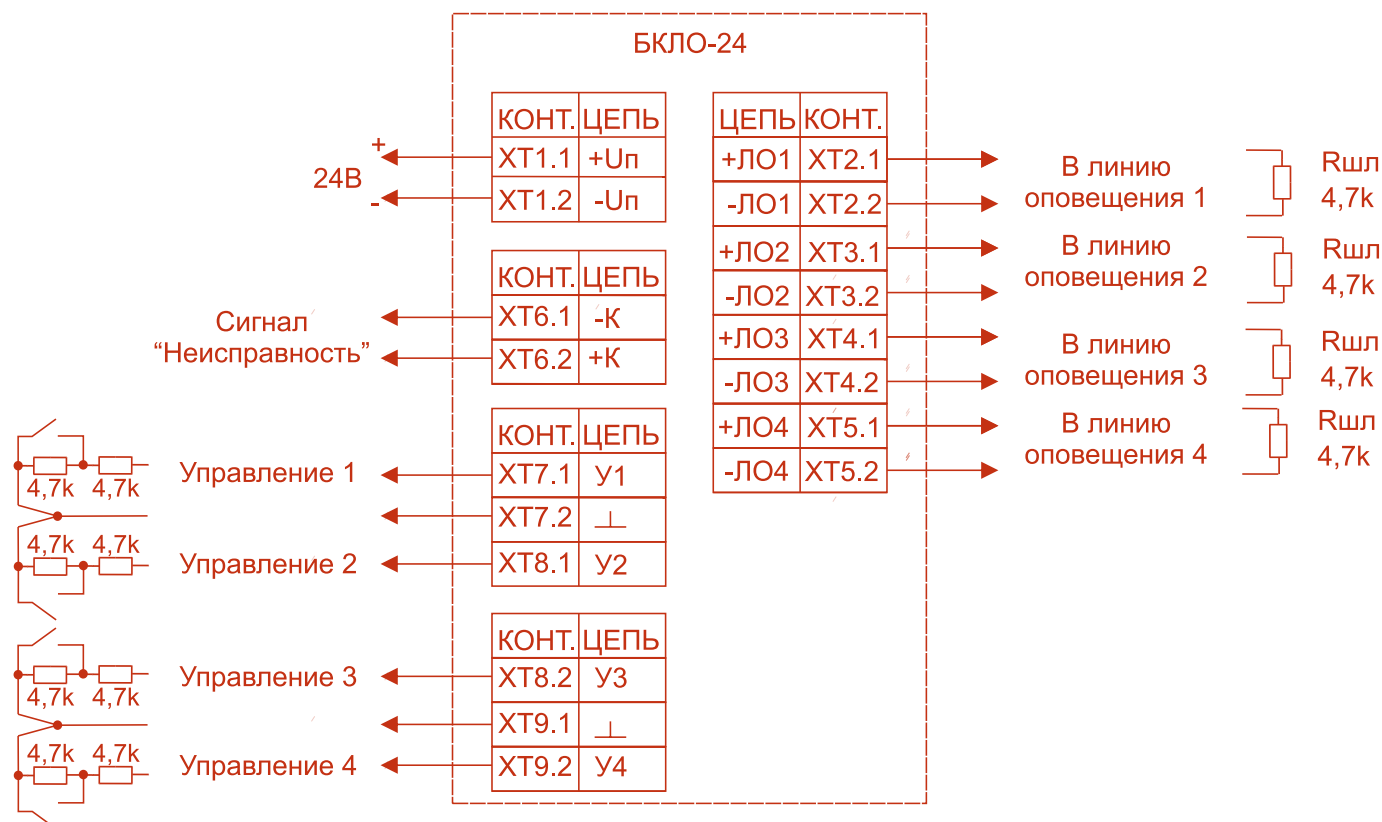 БКЛО-24
КОНТ. ЦЕПЬ
+ XT1.1 +Uп
24В
- XT1.2 -Uп
КОНТ. ЦЕПЬ
XT6.1 -К
Сигнал
“Неисправность”
XT6.2 +К
КОНТ. ЦЕПЬ
4,7k 4,7k Управление 1 XT7.1 У1
XT7.2 ⊥
4,7k 4,7k Управление 2 XT8.1 У2
КОНТ. ЦЕПЬ
4,7k 4,7k Управление 3 XT8.2 У3
XT9.1 ⊥
4,7k 4,7k Управление 4 XT9.2 У4
ЦЕПЬ КОНТ.
+ЛО1 XT2.1
-ЛО1 XT2.2
+ЛО2 XT3.1
-ЛО2 XT3.2
+ЛО3 XT4.1
-ЛО3 XT4.2
+ЛО4 XT5.1
-ЛО4 XT5.2
В линию
оповещения 1
Rшл
4,7k
В линию
оповещения 2
Rшл
4,7k
В линию
оповещения 3
Rшл
4,7k
В линию
оповещения 4
Rшл
4,7k